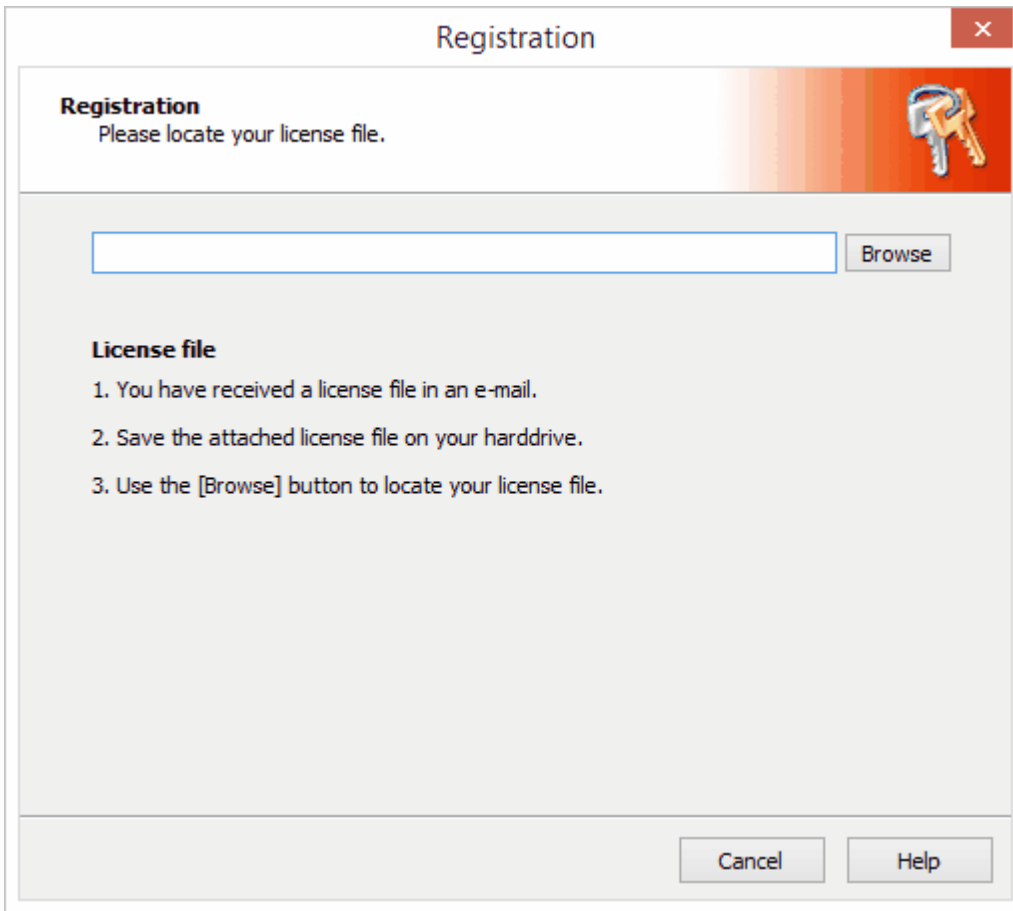 Registration
Registration
Please locate your license file.
Browse
License file
1. You have received a license file in an e-mail.
2. Save the attached license file on your harddrive.
3. Use the [Browse] button to locate your license file.
Cancel Help